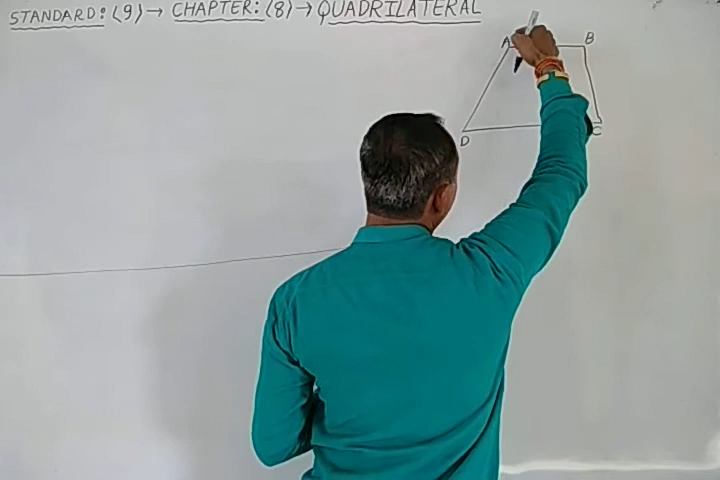 STANDARD: (9) → CHAPTER: (8) → QUADRILATERAL
A B
D C